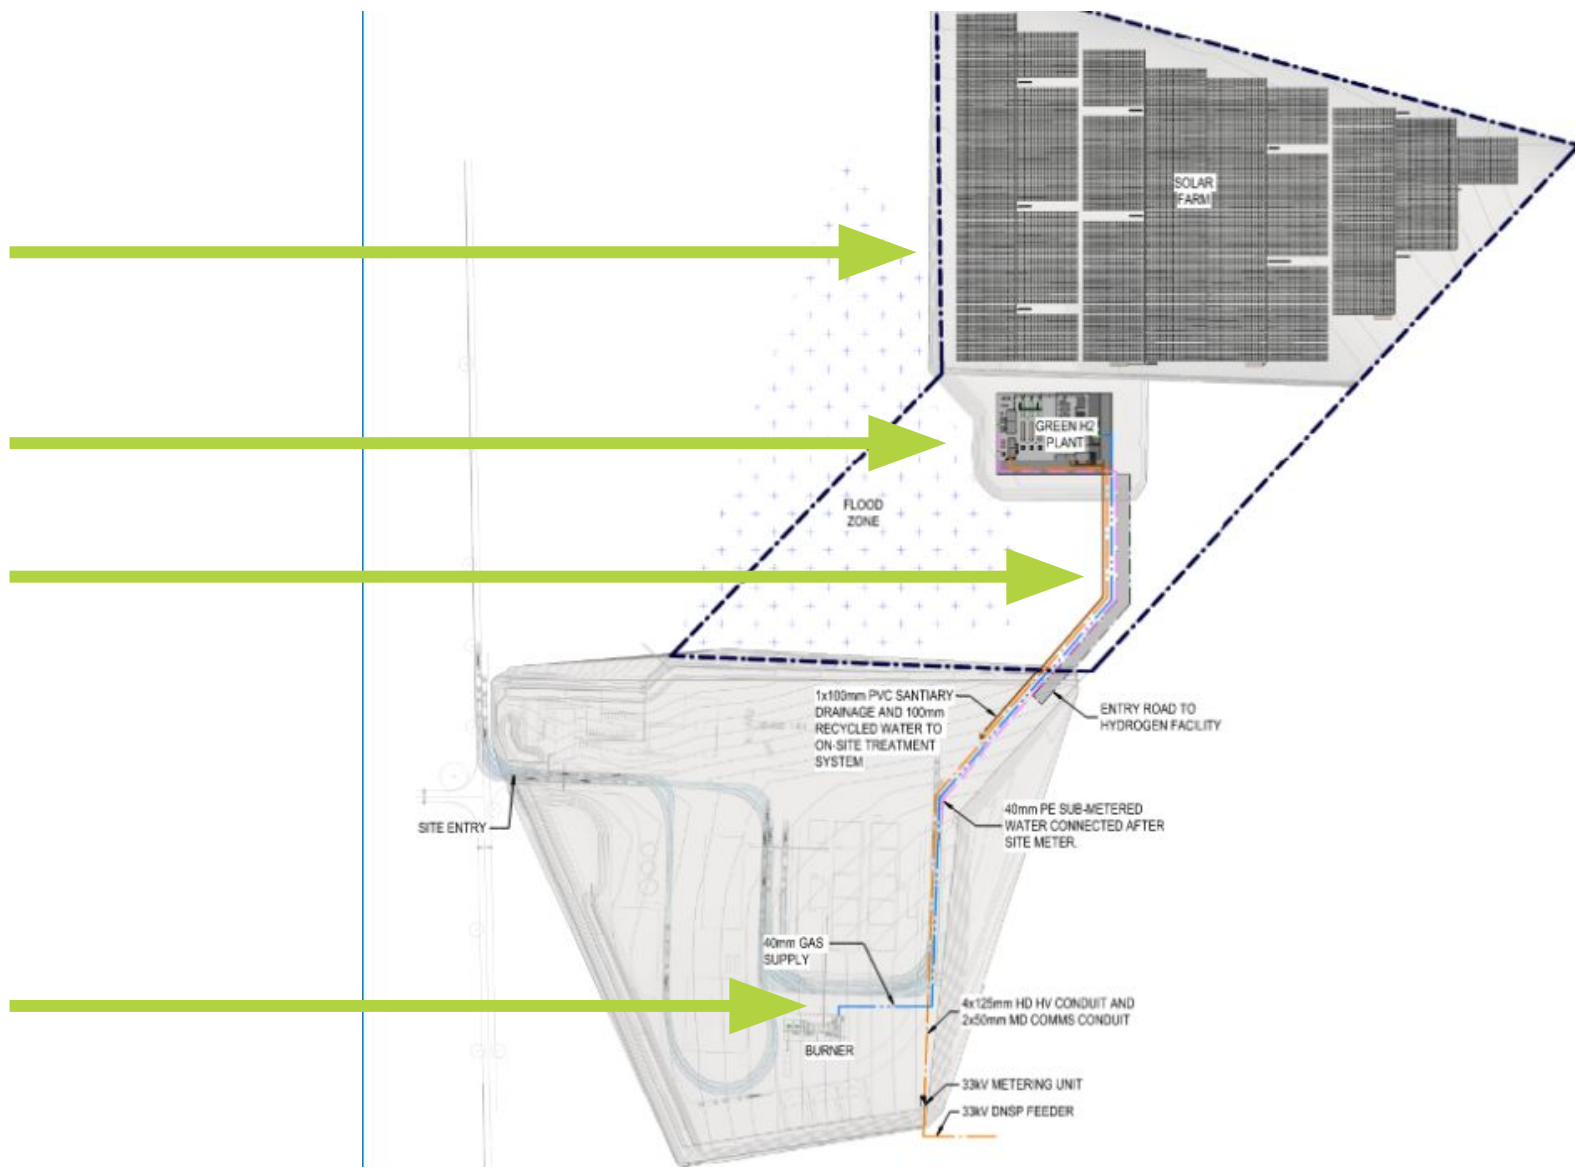 SOLAR
FARM
GREEN H2
PLANT
FLOOD
ZONE
1x100mm PVC SANTIARY
DRAINAGE AND 100mm
RECYCLED WATER TO
ON-SITE TREATMENT
SYSTEM
ENTRY ROAD TO
HYDROGEN FACILITY
SITE ENTRY
40mm PE SUB-METERED
WATER CONNECTED AFTER
SITE METER.
40mm GAS
SUPPLY
4x125mm HD HV CONDUIT AND
2x50mm MD COMMS CONDUIT
BURNER
33kV METERING UNIT
33kV DNSP FEEDER